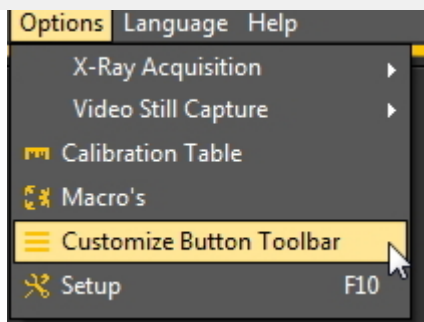 Options Language Help
X-Ray Acquisition
Video Still Capture
Calibration Table
Macro's
Customize Button Toolbar
Setup F10